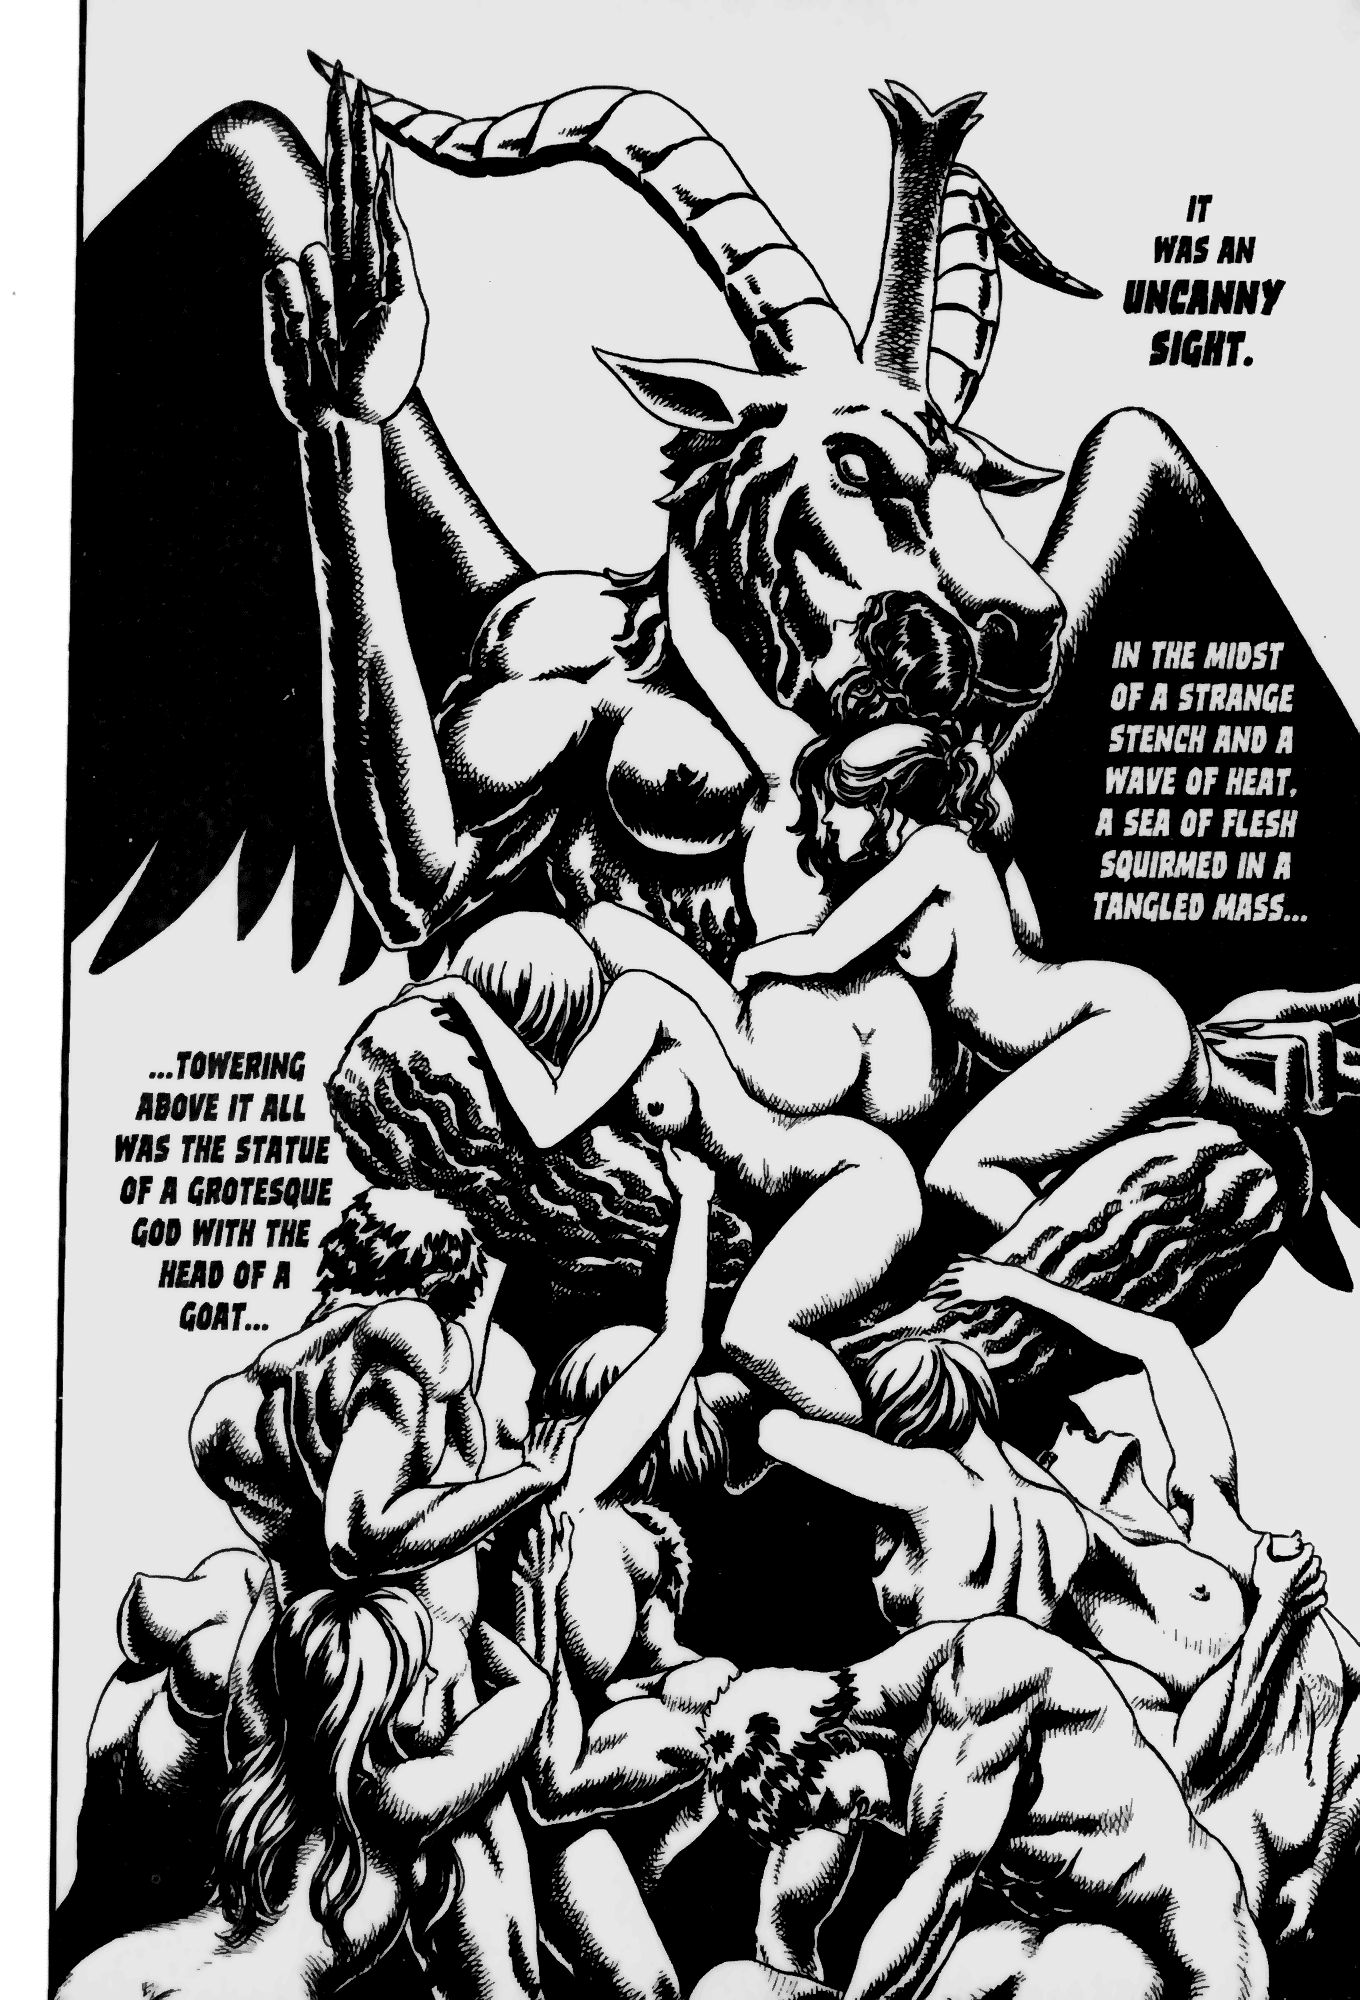 IT
WAS AN
UNCANNY
SIGHT.
IN THE MIDST
OF A STRANGE
STENCH AND A
WAVE OF HEAT,
A SEA OF FLESH
SQUIRMED IN A
TANGLED MASS...
...TOWERING
ABOVE IT ALL
WAS THE STATUE
OF A GROTESQUE
GOD WITH THE
HEAD OF A
GOAT...